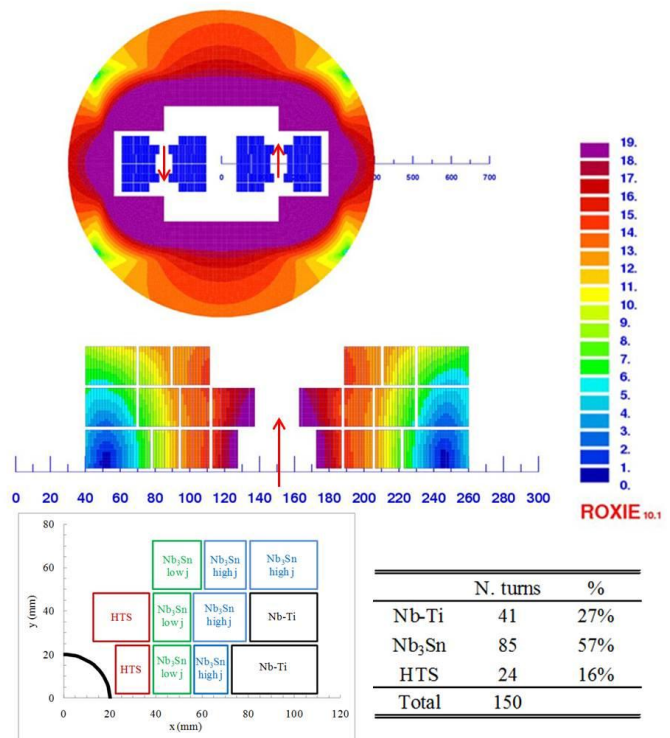 0 500 600 700
19.
18.
17.
16.
15.
14.
13.
12.
11.
10.
9.
8.
7.
6.
5.
4.
3.
2.
1.
0.
0 20 40 60 80 100 120 140 160 180 200 220 240 260 280 300
ROXIE 10.1
80
60
40
20
0
y (mm)
Nb3Sn low j
Nb3Sn high j
Nb3Sn high j
HTS
Nb3Sn low j
Nb3Sn high j
Nb-Ti
HTS
Nb3Sn low j
Nb3Sn high j
Nb-Ti
0 20 40 60 80 100 120
x (mm)
N. turns %
Nb-Ti 41 27%
Nb3Sn 85 57%
HTS 24 16%
Total 150